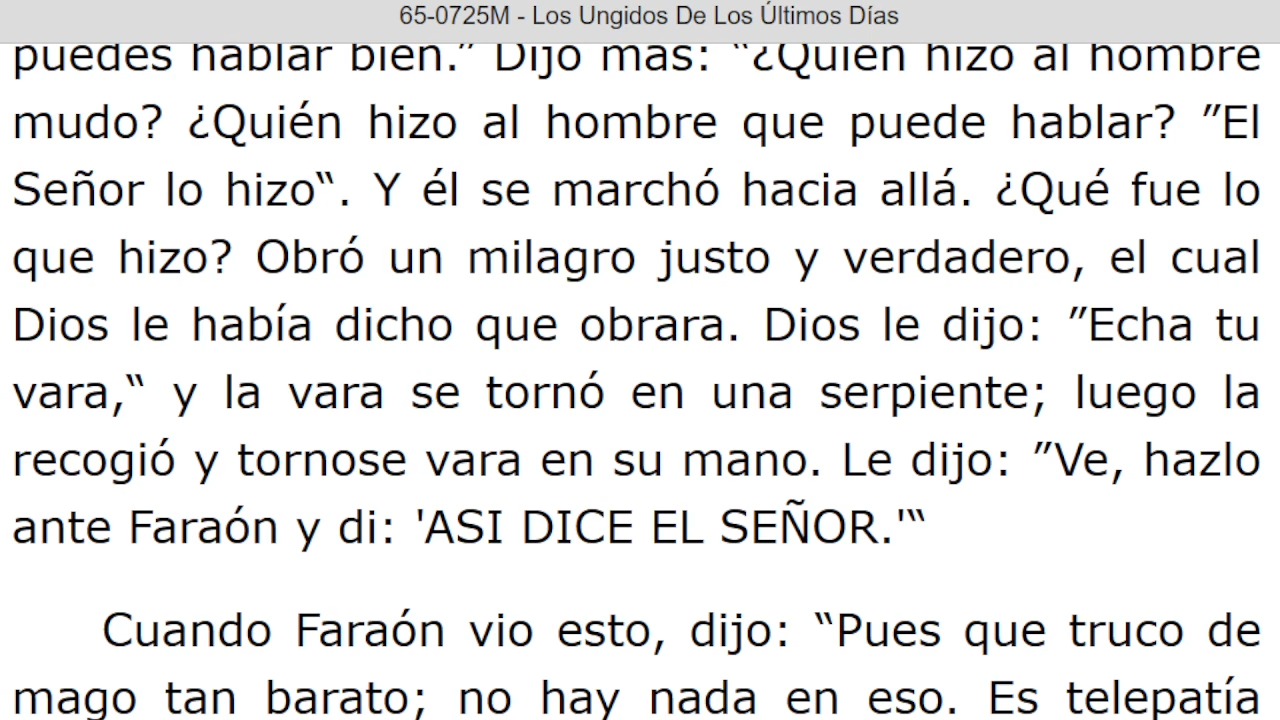 65-0725M - Los Ungidos De Los Últimos Días
puedes hablar bien.” Dijo más: “¿Quién hizo al hombre
mudo? ¿Quién hizo al hombre que puede hablar? ”El
Señor lo hizo“. Y él se marchó hacia allá. ¿Qué fue lo
que hizo? Obró un milagro justo y verdadero, el cual
Dios le había dicho que obrara. Dios le dijo: ”Echa tu
vara,“ y la vara se tornó en una serpiente; luego la
recogió y tornose vara en su mano. Le dijo: ”Ve, hazlo
ante Faraón y di: 'ASI DICE EL SEÑOR.'“
Cuando Faraón vio esto, dijo: “Pues que truco de
mago tan barato; no hay nada en eso. Es telepatía